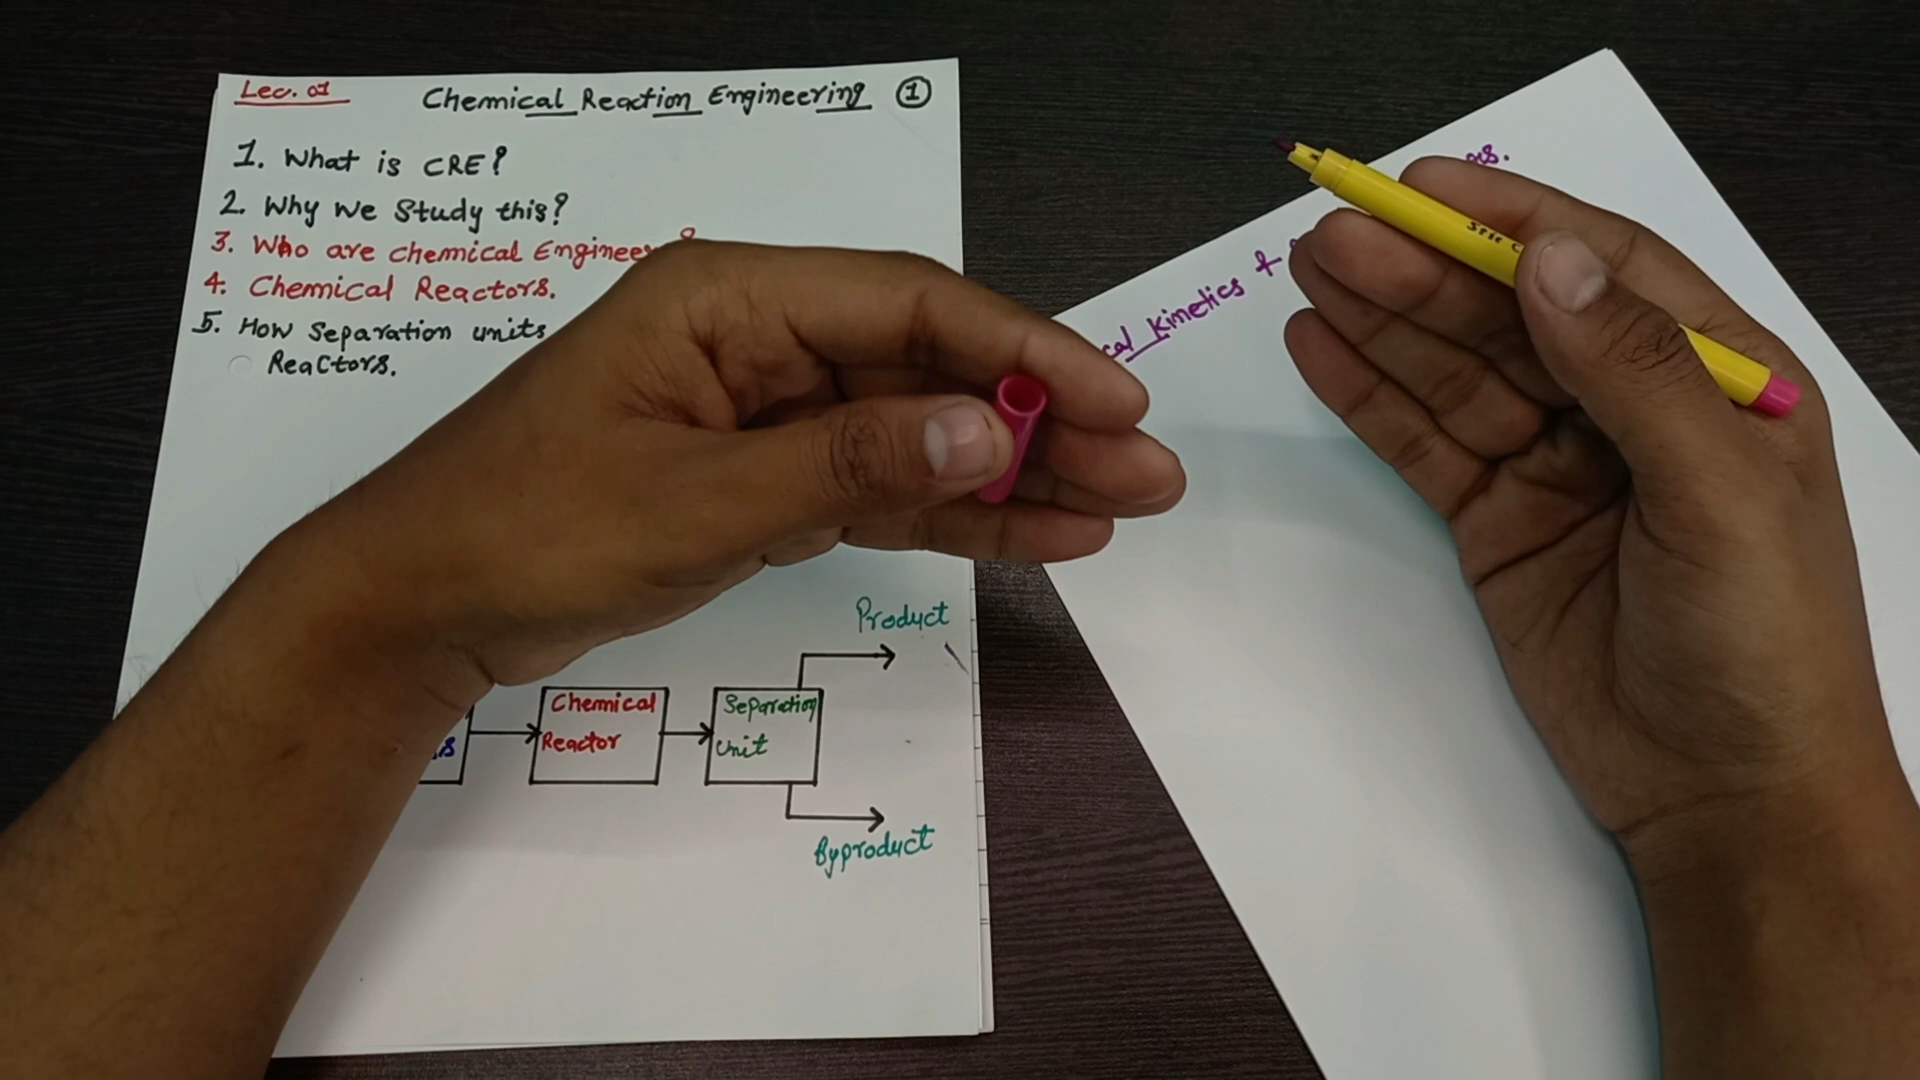 Lec. 01
Chemical Reaction Engineering 1
1. What is CRE?
2. Why we Study this?
3. Who are chemical Engineer
4. Chemical Reactors.
5. How Separation units
Reactors.
kinetics &
Product
Chemical
Reactor
Separation
Unit
Byproduct